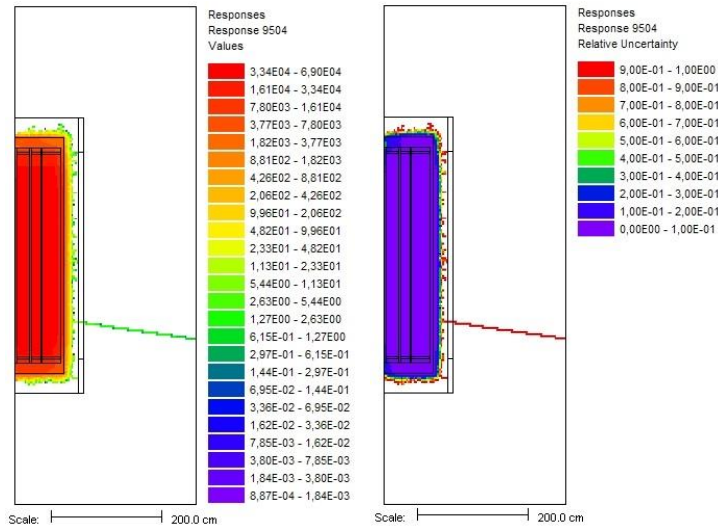 Responses
Response 9504
Values
3,34E04 - 6,90E04
1,61E04 - 3,34E04
7,80E03 - 1,61E04
3,77E03 - 7,80E03
1,82E03 - 3,77E03
8,81E02 - 1,82E03
4,26E02 - 8,81E02
2,06E02 - 4,26E02
9,96E01 - 2,06E02
4,82E01 - 9,96E01
2,33E01 - 4,82E01
1,13E01 - 2,33E01
5,44E00 - 1,13E01
2,63E00 - 5,44E00
1,27E00 - 2,63E00
6,15E-01 - 1,27E00
2,97E-01 - 6,15E-01
1,44E-01 - 2,97E-01
6,95E-02 - 1,44E-01
3,36E-02 - 6,95E-02
1,62E-02 - 3,36E-02
7,85E-03 - 1,62E-02
3,80E-03 - 7,85E-03
1,84E-03 - 3,80E-03
8,87E-04 - 1,84E-03
Scale: 200.0 cm
Responses
Response 9504
Relative Uncertainty
9,00E-01 - 1,00E00
8,00E-01 - 9,00E-01
7,00E-01 - 8,00E-01
6,00E-01 - 7,00E-01
5,00E-01 - 6,00E-01
4,00E-01 - 5,00E-01
3,00E-01 - 4,00E-01
2,00E-01 - 3,00E-01
1,00E-01 - 2,00E-01
0,00E00 - 1,00E-01
Scale: 200.0 cm